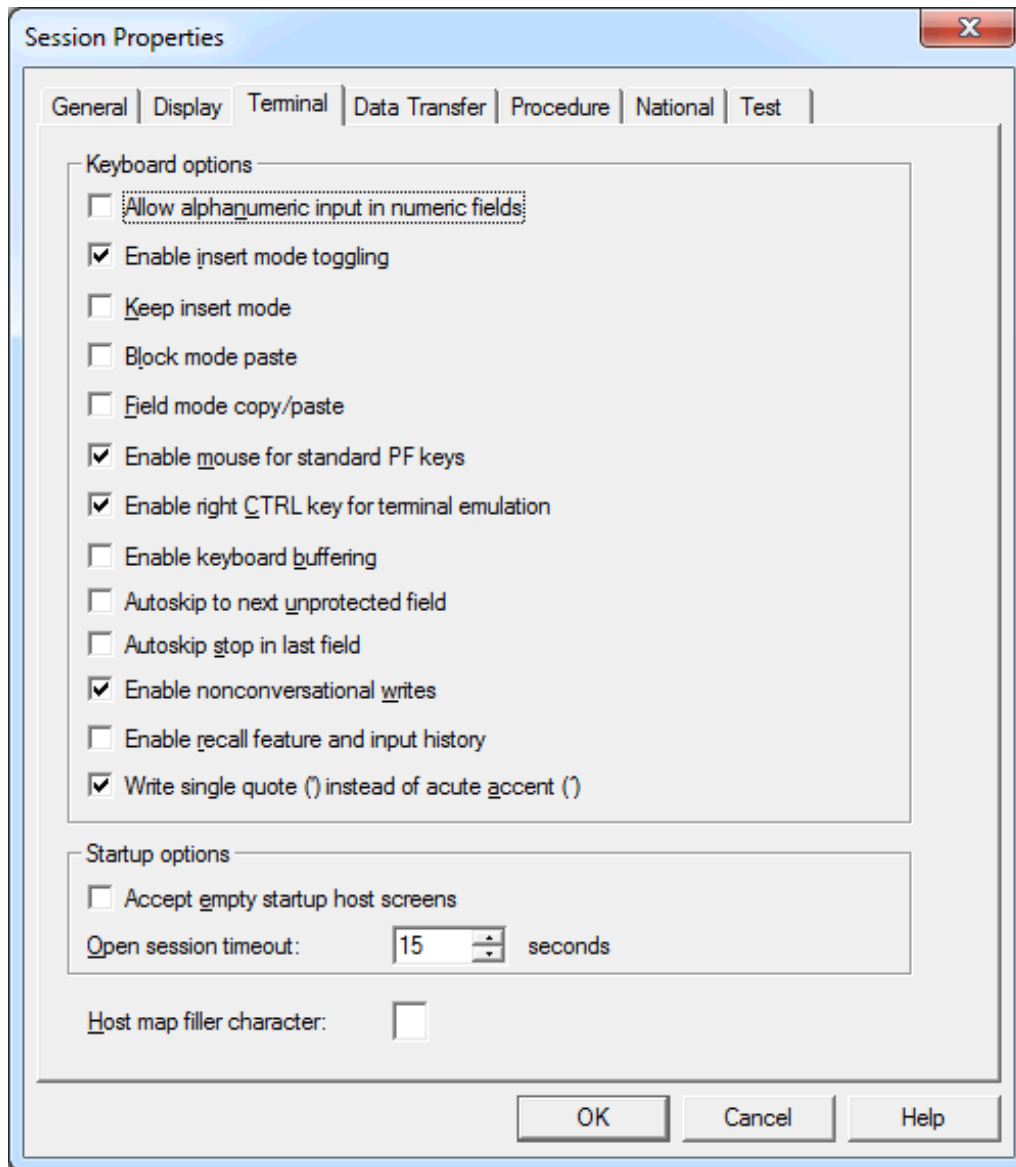 Session Properties
General Display Terminal Data Transfer Procedure National Test
Keyboard options
Allow alphanumeric input in numeric fields
Enable insert mode toggling
Keep insert mode
Block mode paste
Field mode copy/paste
Enable mouse for standard PF keys
Enable right CTRL key for terminal emulation
Enable keyboard buffering
Autoskip to next unprotected field
Autoskip stop in last field
Enable nonconversational writes
Enable recall feature and input history
Write single quote (') instead of acute accent (´)
Startup options
Accept empty startup host screens
Open session timeout: 15 seconds
Host map filler character:
OK Cancel Help